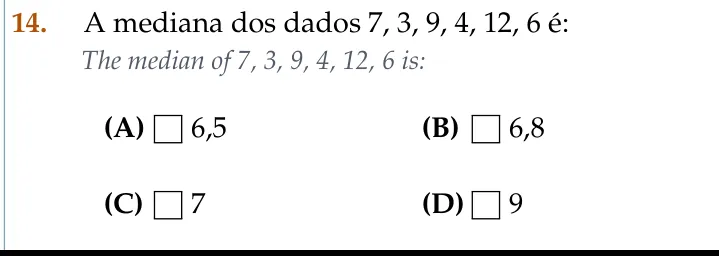 14. A mediana dos dados 7, 3, 9, 4, 12, 6 é:
The median of 7, 3, 9, 4, 12, 6 is:
(A) □ 6,5 (B) □ 6,8
(C) □ 7 (D) □ 9